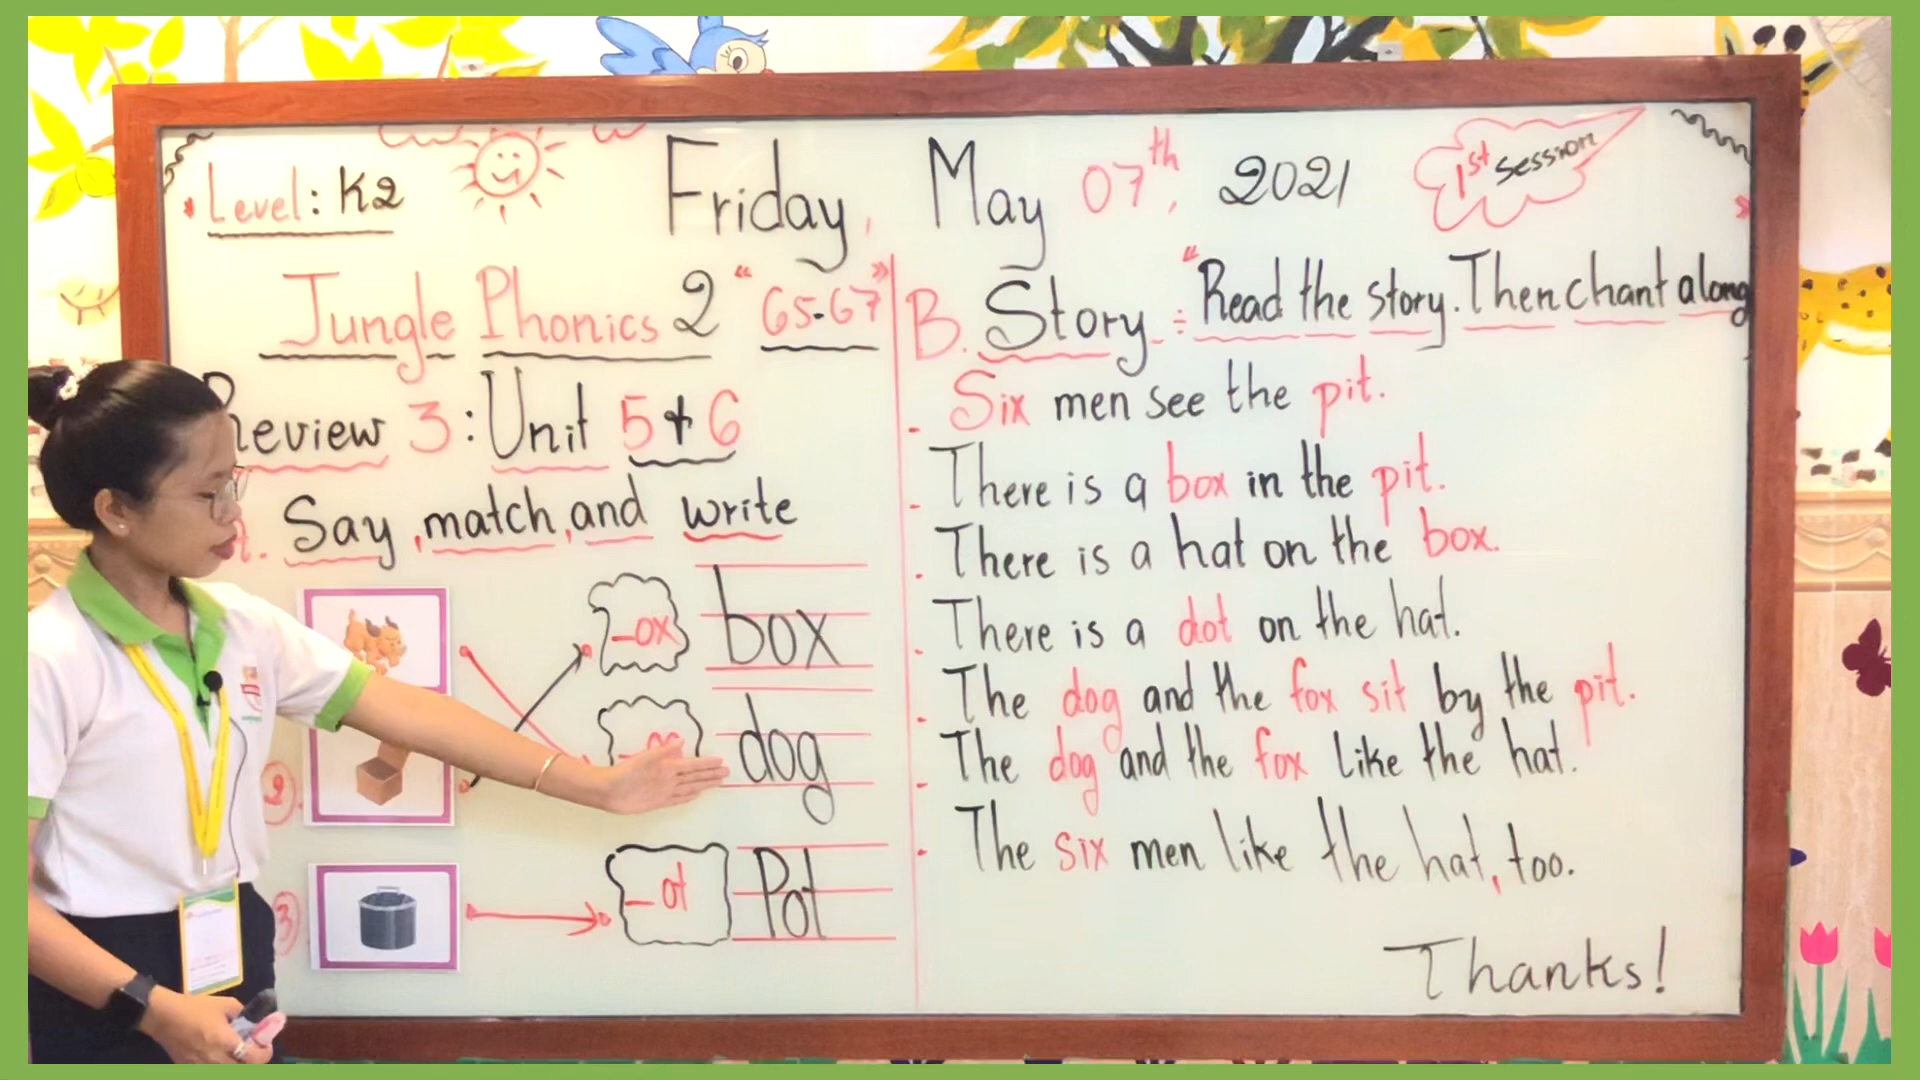 Level: K2
Friday, May 07th, 2021
1st session
Jungle Phonics 2 "65-67"
Review 3: Unit 5+6
Say, match, and write
_ox box
dog
2.
3
_ot Pot
B. Story: "Read the story. Then chant along
- Six men see the pit.
- There is a box in the pit.
- There is a hat on the box.
- There is a dot on the hat.
- The dog and the fox sit by the pit.
- The dog and the fox like the hat.
- The six men like the hat, too.
Thanks!